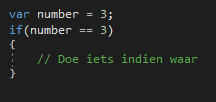 var number = 3;
if(number == 3)
{
// Doe iets indien waar
}